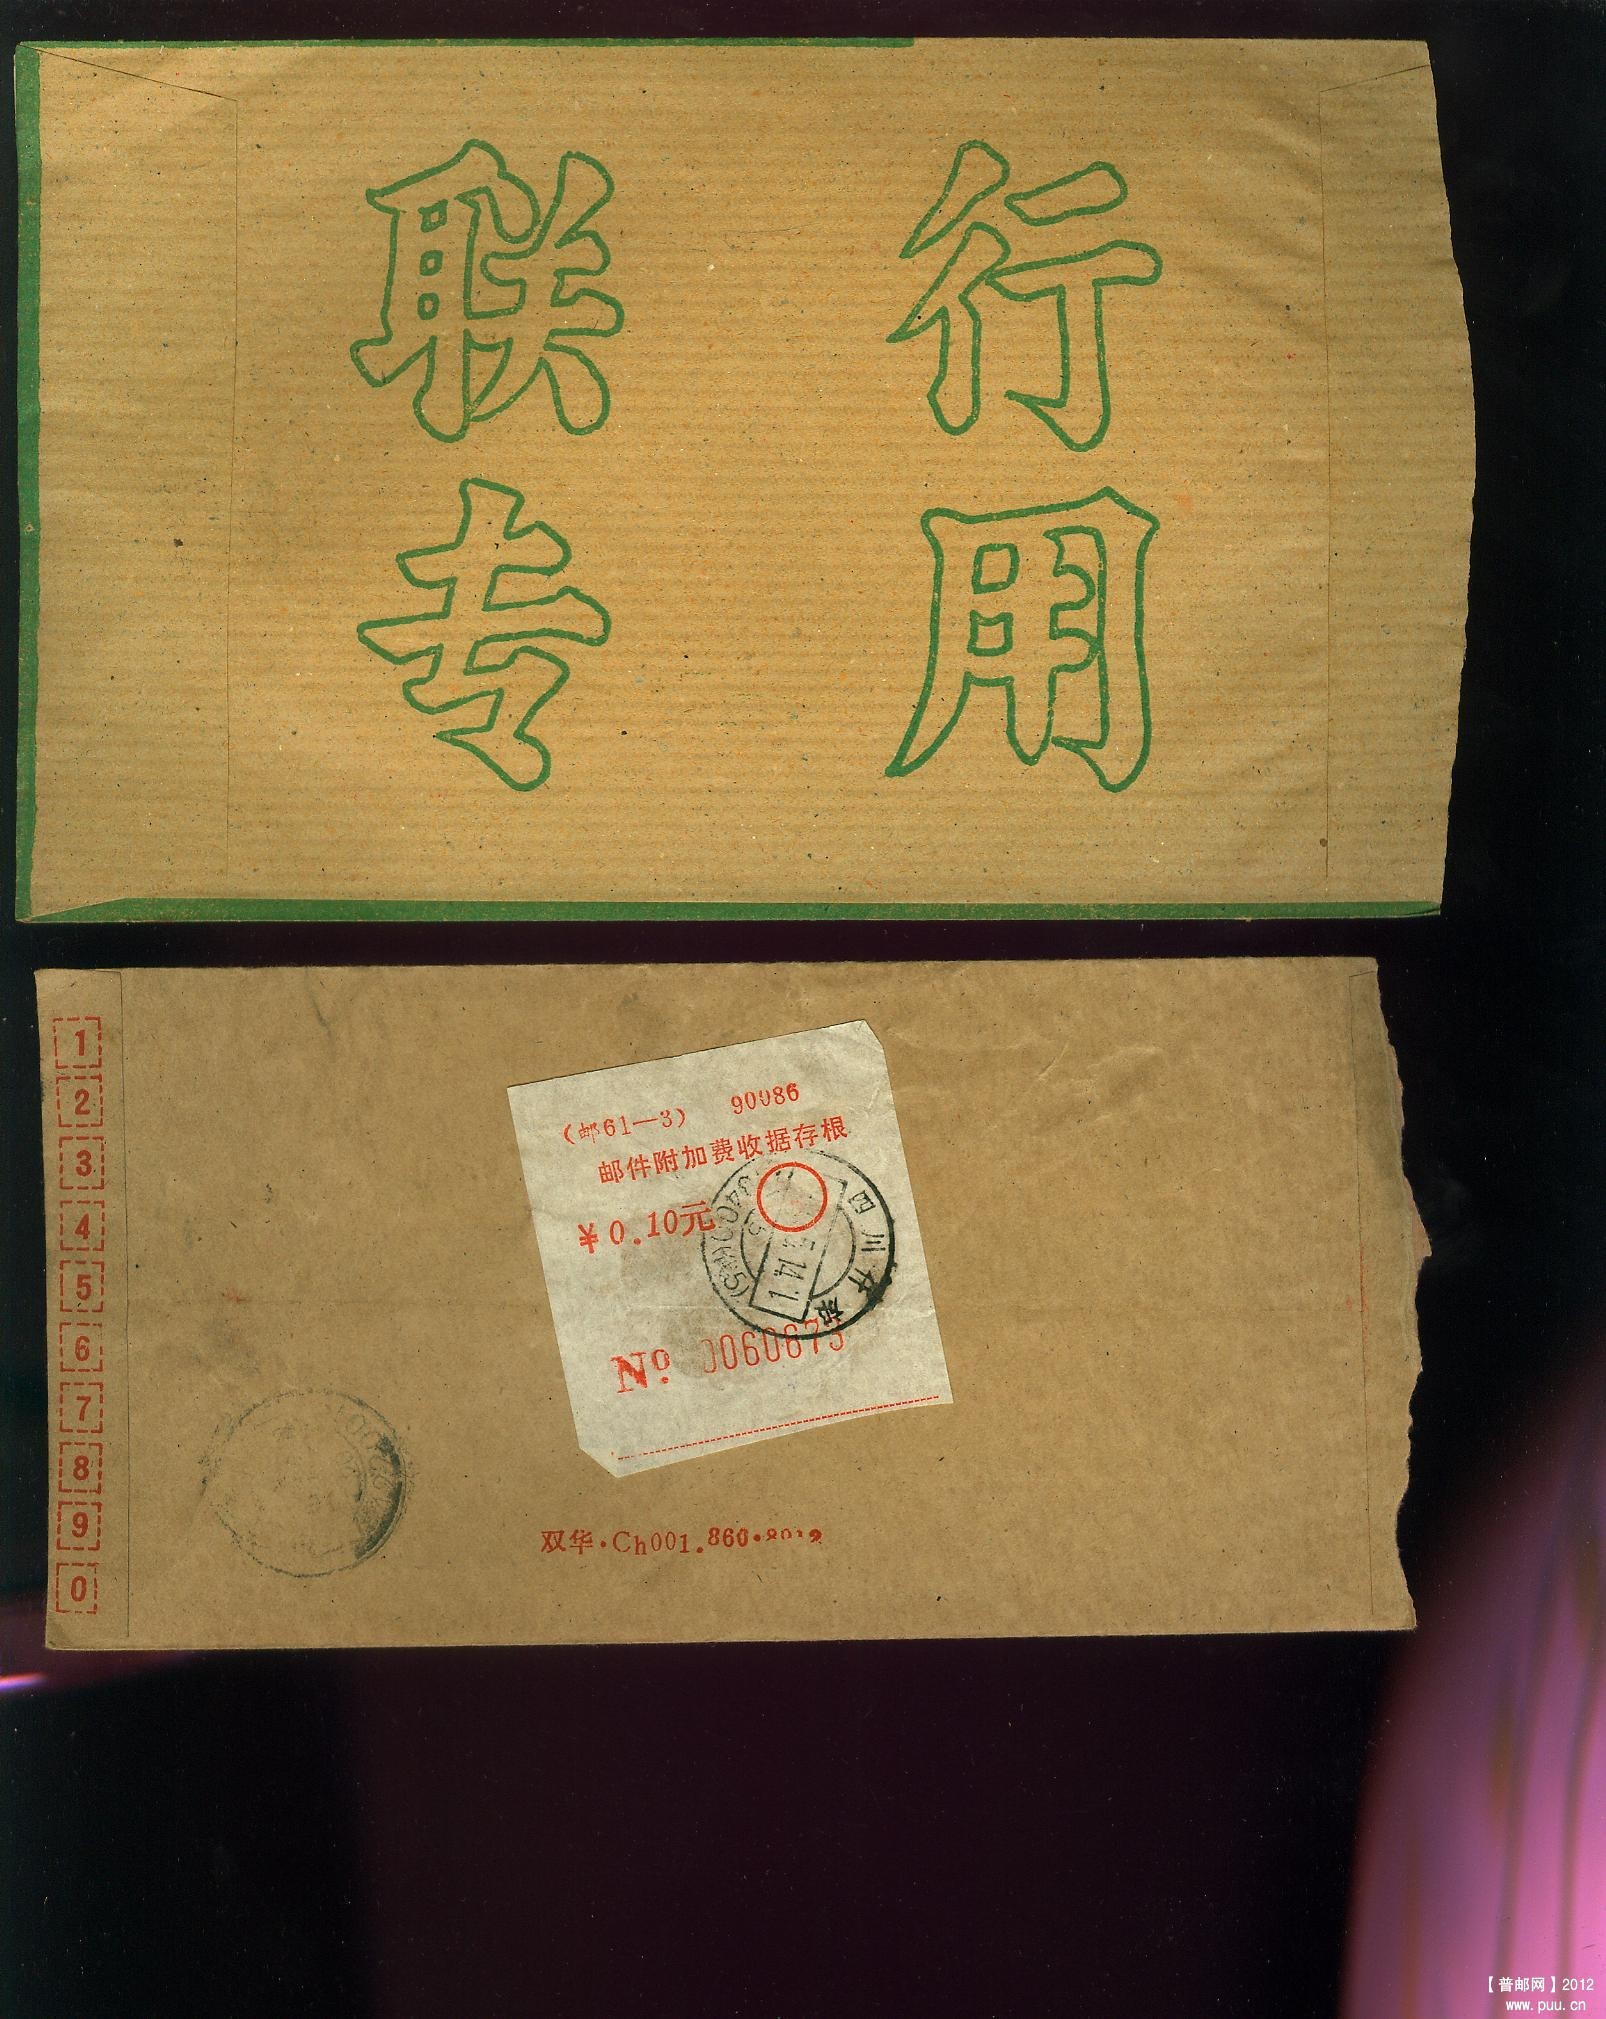 联 行
专 用
1
2
3
4
5
6
7
8
9
0
（邮61—3） 90086
邮件附加费收据存根
¥ 0.10元
四川
1.14
№ 0060675
双华·Ch001.860·
【普邮网】2012
www.puu.cn